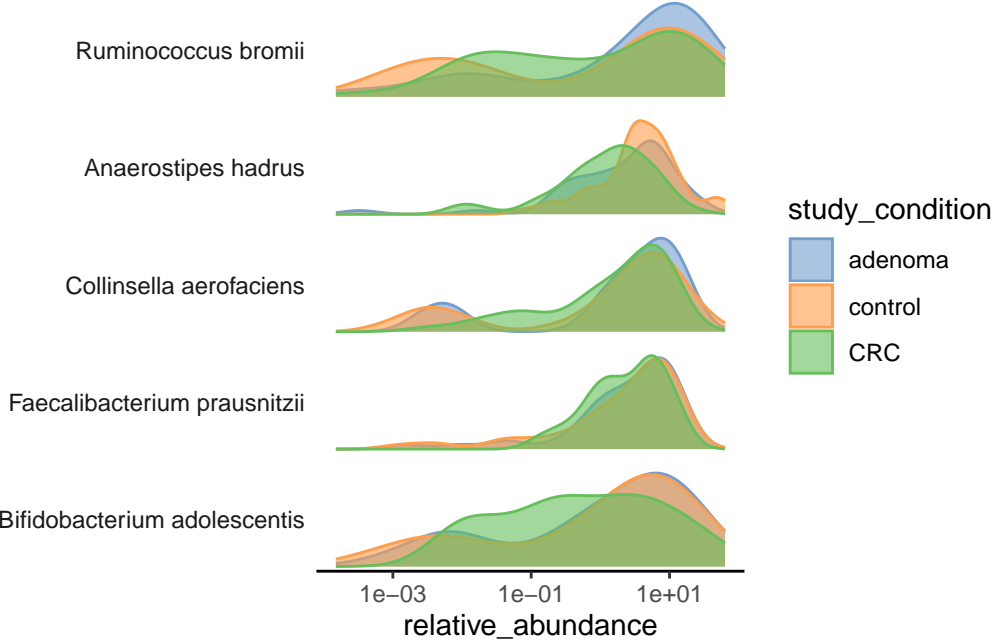 Ruminococcus bromii
Anaerostipes hadrus
Collinsella aerofaciens
Faecalibacterium prausnitzii
Bifidobacterium adolescentis
1e−03 1e−01 1e+01
relative_abundance
study_condition
adenoma
control
CRC